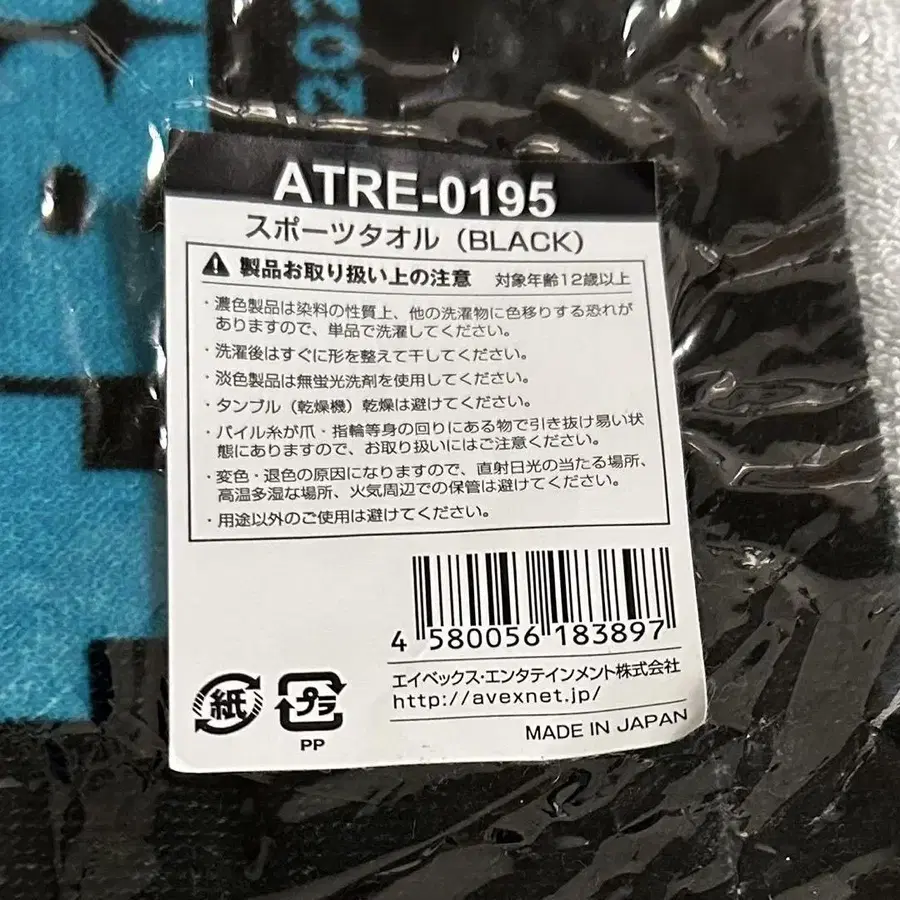 202
ATRE-0195
スポーツタオル（BLACK）
製品お取り扱い上の注意 対象年齢12歳以上
・濃色製品は染料の性質上、他の洗濯物に色移りする恐れが
ありますので、単品で洗濯してください。
・洗濯後はすぐに形を整えて干してください。
・淡色製品は無蛍光洗剤を使用してください。
・タンブル（乾燥機）乾燥は避けてください。
・パイル糸が爪・指輪等身の回りにある物で引き抜け易い状
態にありますので、お取り扱いにはご注意ください。
・変色・退色の原因になりますので、直射日光の当たる場所、
高温多湿な場所、火気周辺での保管は避けてください。
・用途以外のご使用は避けてください。
4 580056 183897
エイベックス・エンタテインメント株式会社
http://avexnet.jp/
紙 プラ
PP
MADE IN JAPAN